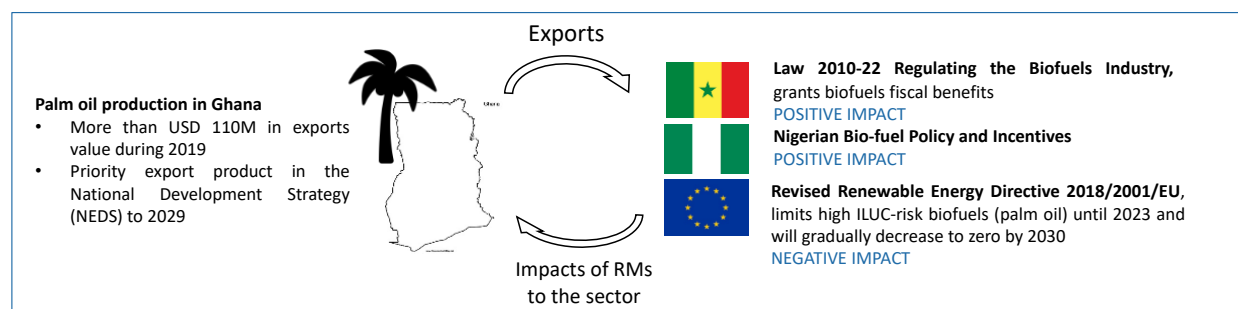 Exports
Palm oil production in Ghana
• More than USD 110M in exports
value during 2019
• Priority export product in the
National Development Strategy
(NEDS) to 2029
Ghana
Law 2010-22 Regulating the Biofuels Industry,
grants biofuels fiscal benefits
POSITIVE IMPACT
Nigerian Bio-fuel Policy and Incentives
POSITIVE IMPACT
Revised Renewable Energy Directive 2018/2001/EU,
limits high ILUC-risk biofuels (palm oil) until 2023 and
will gradually decrease to zero by 2030
NEGATIVE IMPACT
Impacts of RMs
to the sector